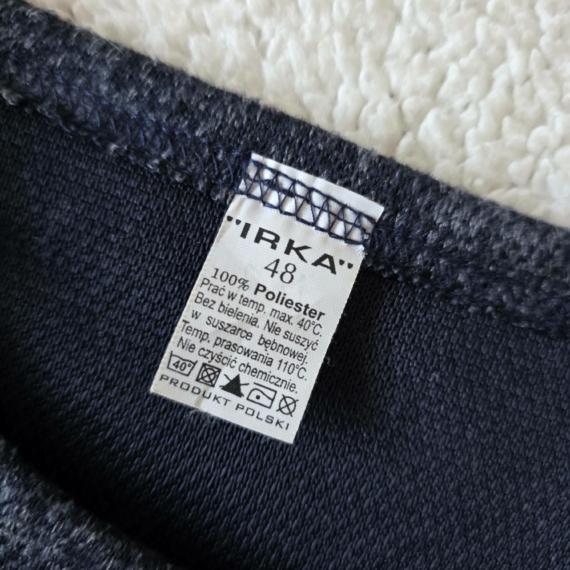 "IRKA"
48
100% Poliester
Prać w temp. max. 40°C.
Bez bielenia. Nie suszyć
w suszarce bębnowej.
Temp. prasowania 110°C.
Nie czyścić chemicznie.
40°
PRODUKT POLSKI